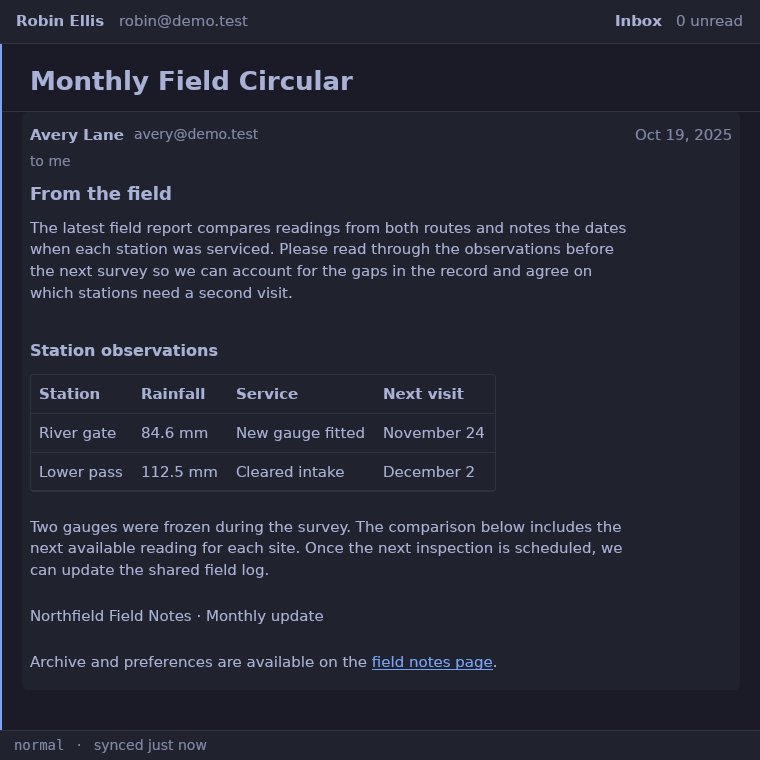 Robin Ellis robin@demo.test Inbox 0 unread
Monthly Field Circular
Avery Lane avery@demo.test Oct 19, 2025
to me
From the field
The latest field report compares readings from both routes and notes the dates
when each station was serviced. Please read through the observations before
the next survey so we can account for the gaps in the record and agree on
which stations need a second visit.
Station observations
Station Rainfall Service Next visit
River gate 84.6 mm New gauge fitted November 24
Lower pass 112.5 mm Cleared intake December 2
Two gauges were frozen during the survey. The comparison below includes the
next available reading for each site. Once the next inspection is scheduled, we
can update the shared field log.
Northfield Field Notes · Monthly update
Archive and preferences are available on the field notes page.
normal · synced just now